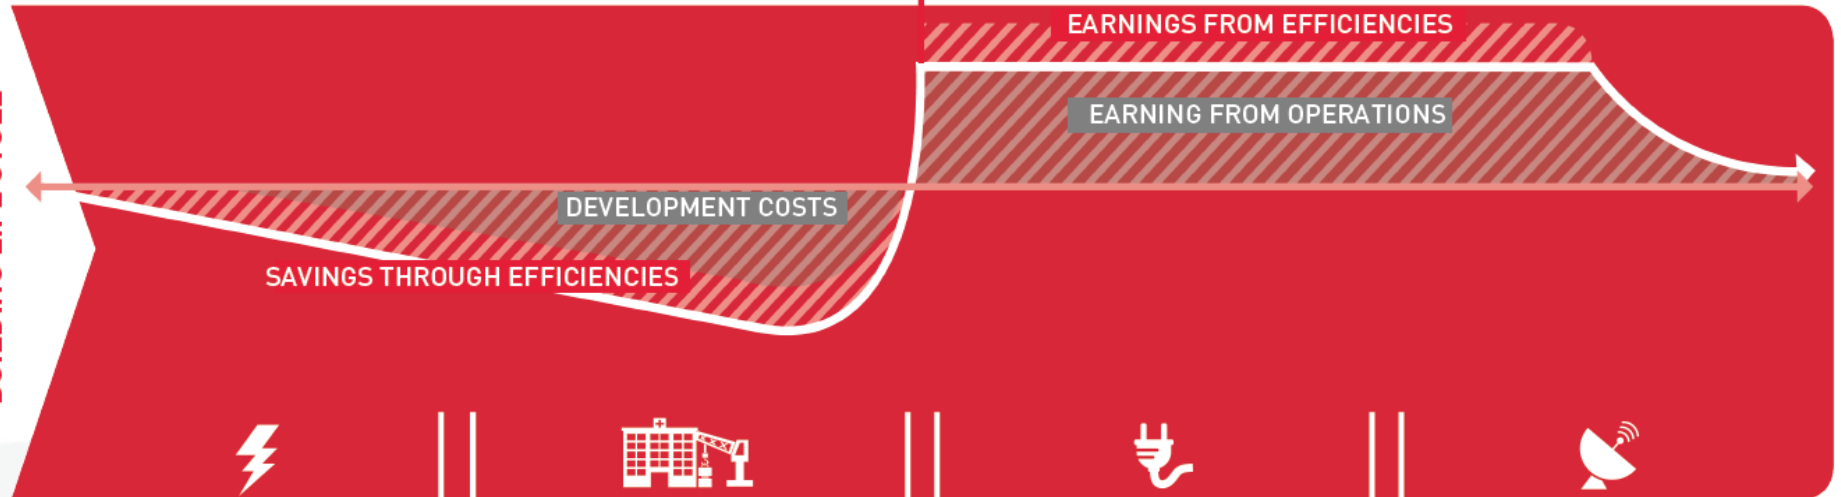 EARNINGS FROM EFFICIENCIES
EARNING FROM OPERATIONS
DEVELOPMENT COSTS
SAVINGS THROUGH EFFICIENCIES